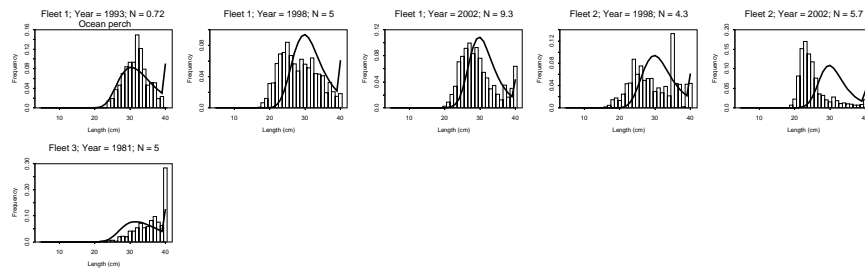 Fleet 1; Year = 1993; N = 0.72
Ocean perch
Frequency
0.0 0.04 0.08 0.12 0.16
10 20 30 40
Length (cm)
Fleet 1; Year = 1998; N = 5
Frequency
0.0 0.04 0.08
10 20 30 40
Length (cm)
Fleet 1; Year = 2002; N = 9.3
Frequency
0.0 0.04 0.08 0.12
10 20 30 40
Length (cm)
Fleet 2; Year = 1998; N = 4.3
Frequency
0.0 0.04 0.08 0.12
10 20 30 40
Length (cm)
Fleet 2; Year = 2002; N = 5.7
Frequency
0.0 0.05 0.10 0.15 0.20
10 20 30 40
Length (cm)
Fleet 3; Year = 1981; N = 5
Frequency
0.0 0.10 0.20 0.30
10 20 30 40
Length (cm)